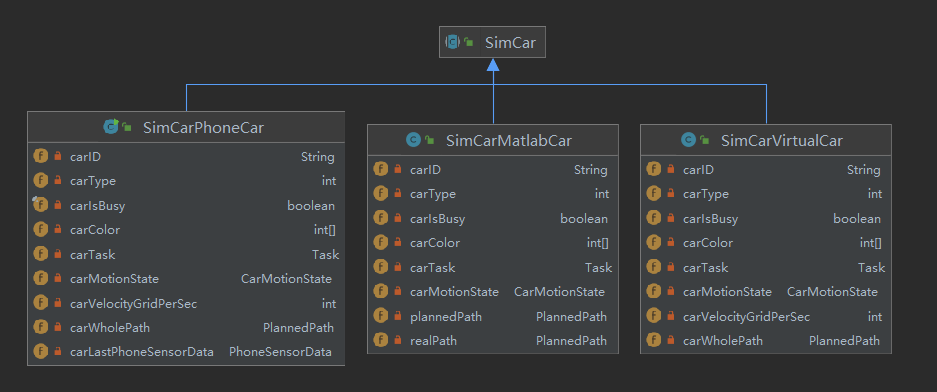 SimCar
SimCarPhoneCar
carID String
carType int
carIsBusy boolean
carColor int[]
carTask Task
carMotionState CarMotionState
carVelocityGridPerSec int
carWholePath PlannedPath
carLastPhoneSensorData PhoneSensorData
SimCarMatlabCar
carID String
carType int
carIsBusy boolean
carColor int[]
carTask Task
carMotionState CarMotionState
plannedPath PlannedPath
realPath PlannedPath
SimCarVirtualCar
carID String
carType int
carIsBusy boolean
carColor int[]
carTask Task
carMotionState CarMotionState
carVelocityGridPerSec int
carWholePath PlannedPath